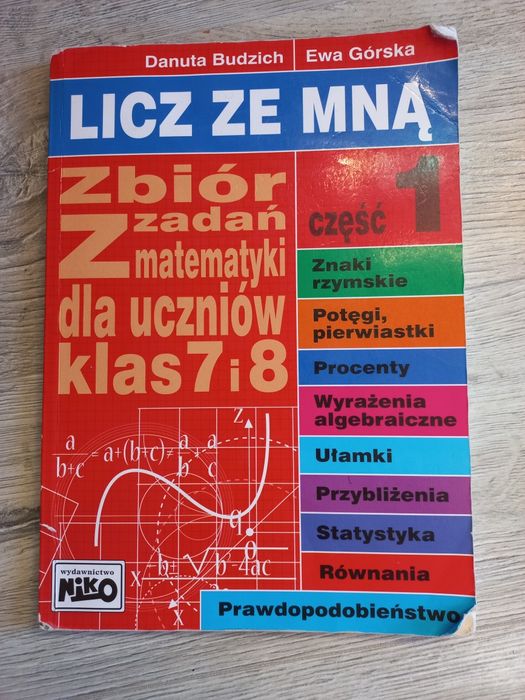 Danuta Budzich Ewa Górska
LICZ ZE MNĄ
Zbiór
zadań
Z matematyki
dla uczniów
klas 7 i 8
część 1
Znaki
rzymskie
Potęgi,
pierwiastki
Procenty
Wyrażenia
algebraiczne
Ułamki
Przybliżenia
Statystyka
Równania
Prawdopodobieństwo
wydawnictwo
NIKO